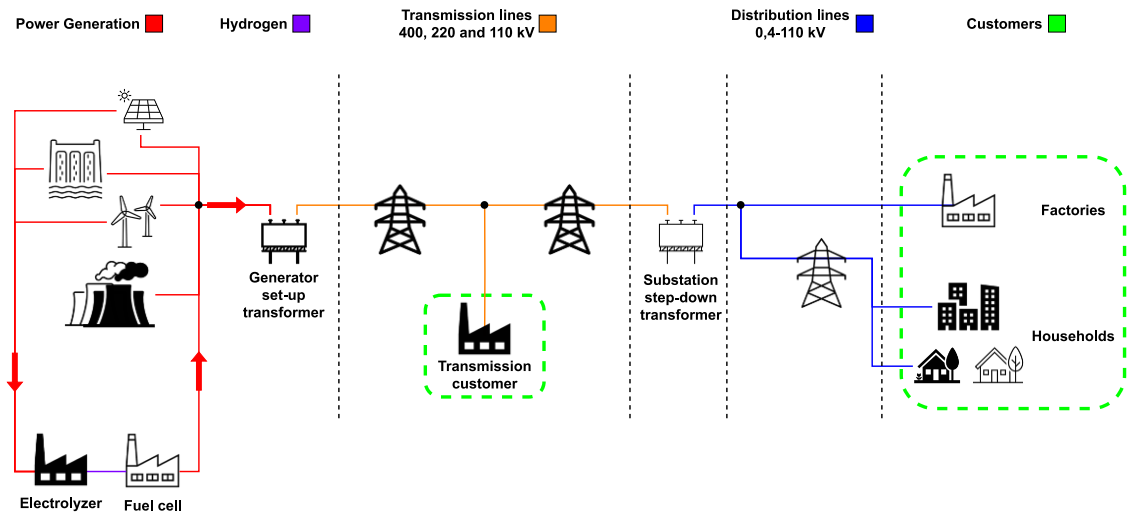 Power Generation
Hydrogen
Transmission lines
400, 220 and 110 kV
Distribution lines
0,4-110 kV
Customers
Generator
set-up
transformer
Transmission
customer
Substation
step-down
transformer
Factories
Households
Electrolyzer
Fuel cell